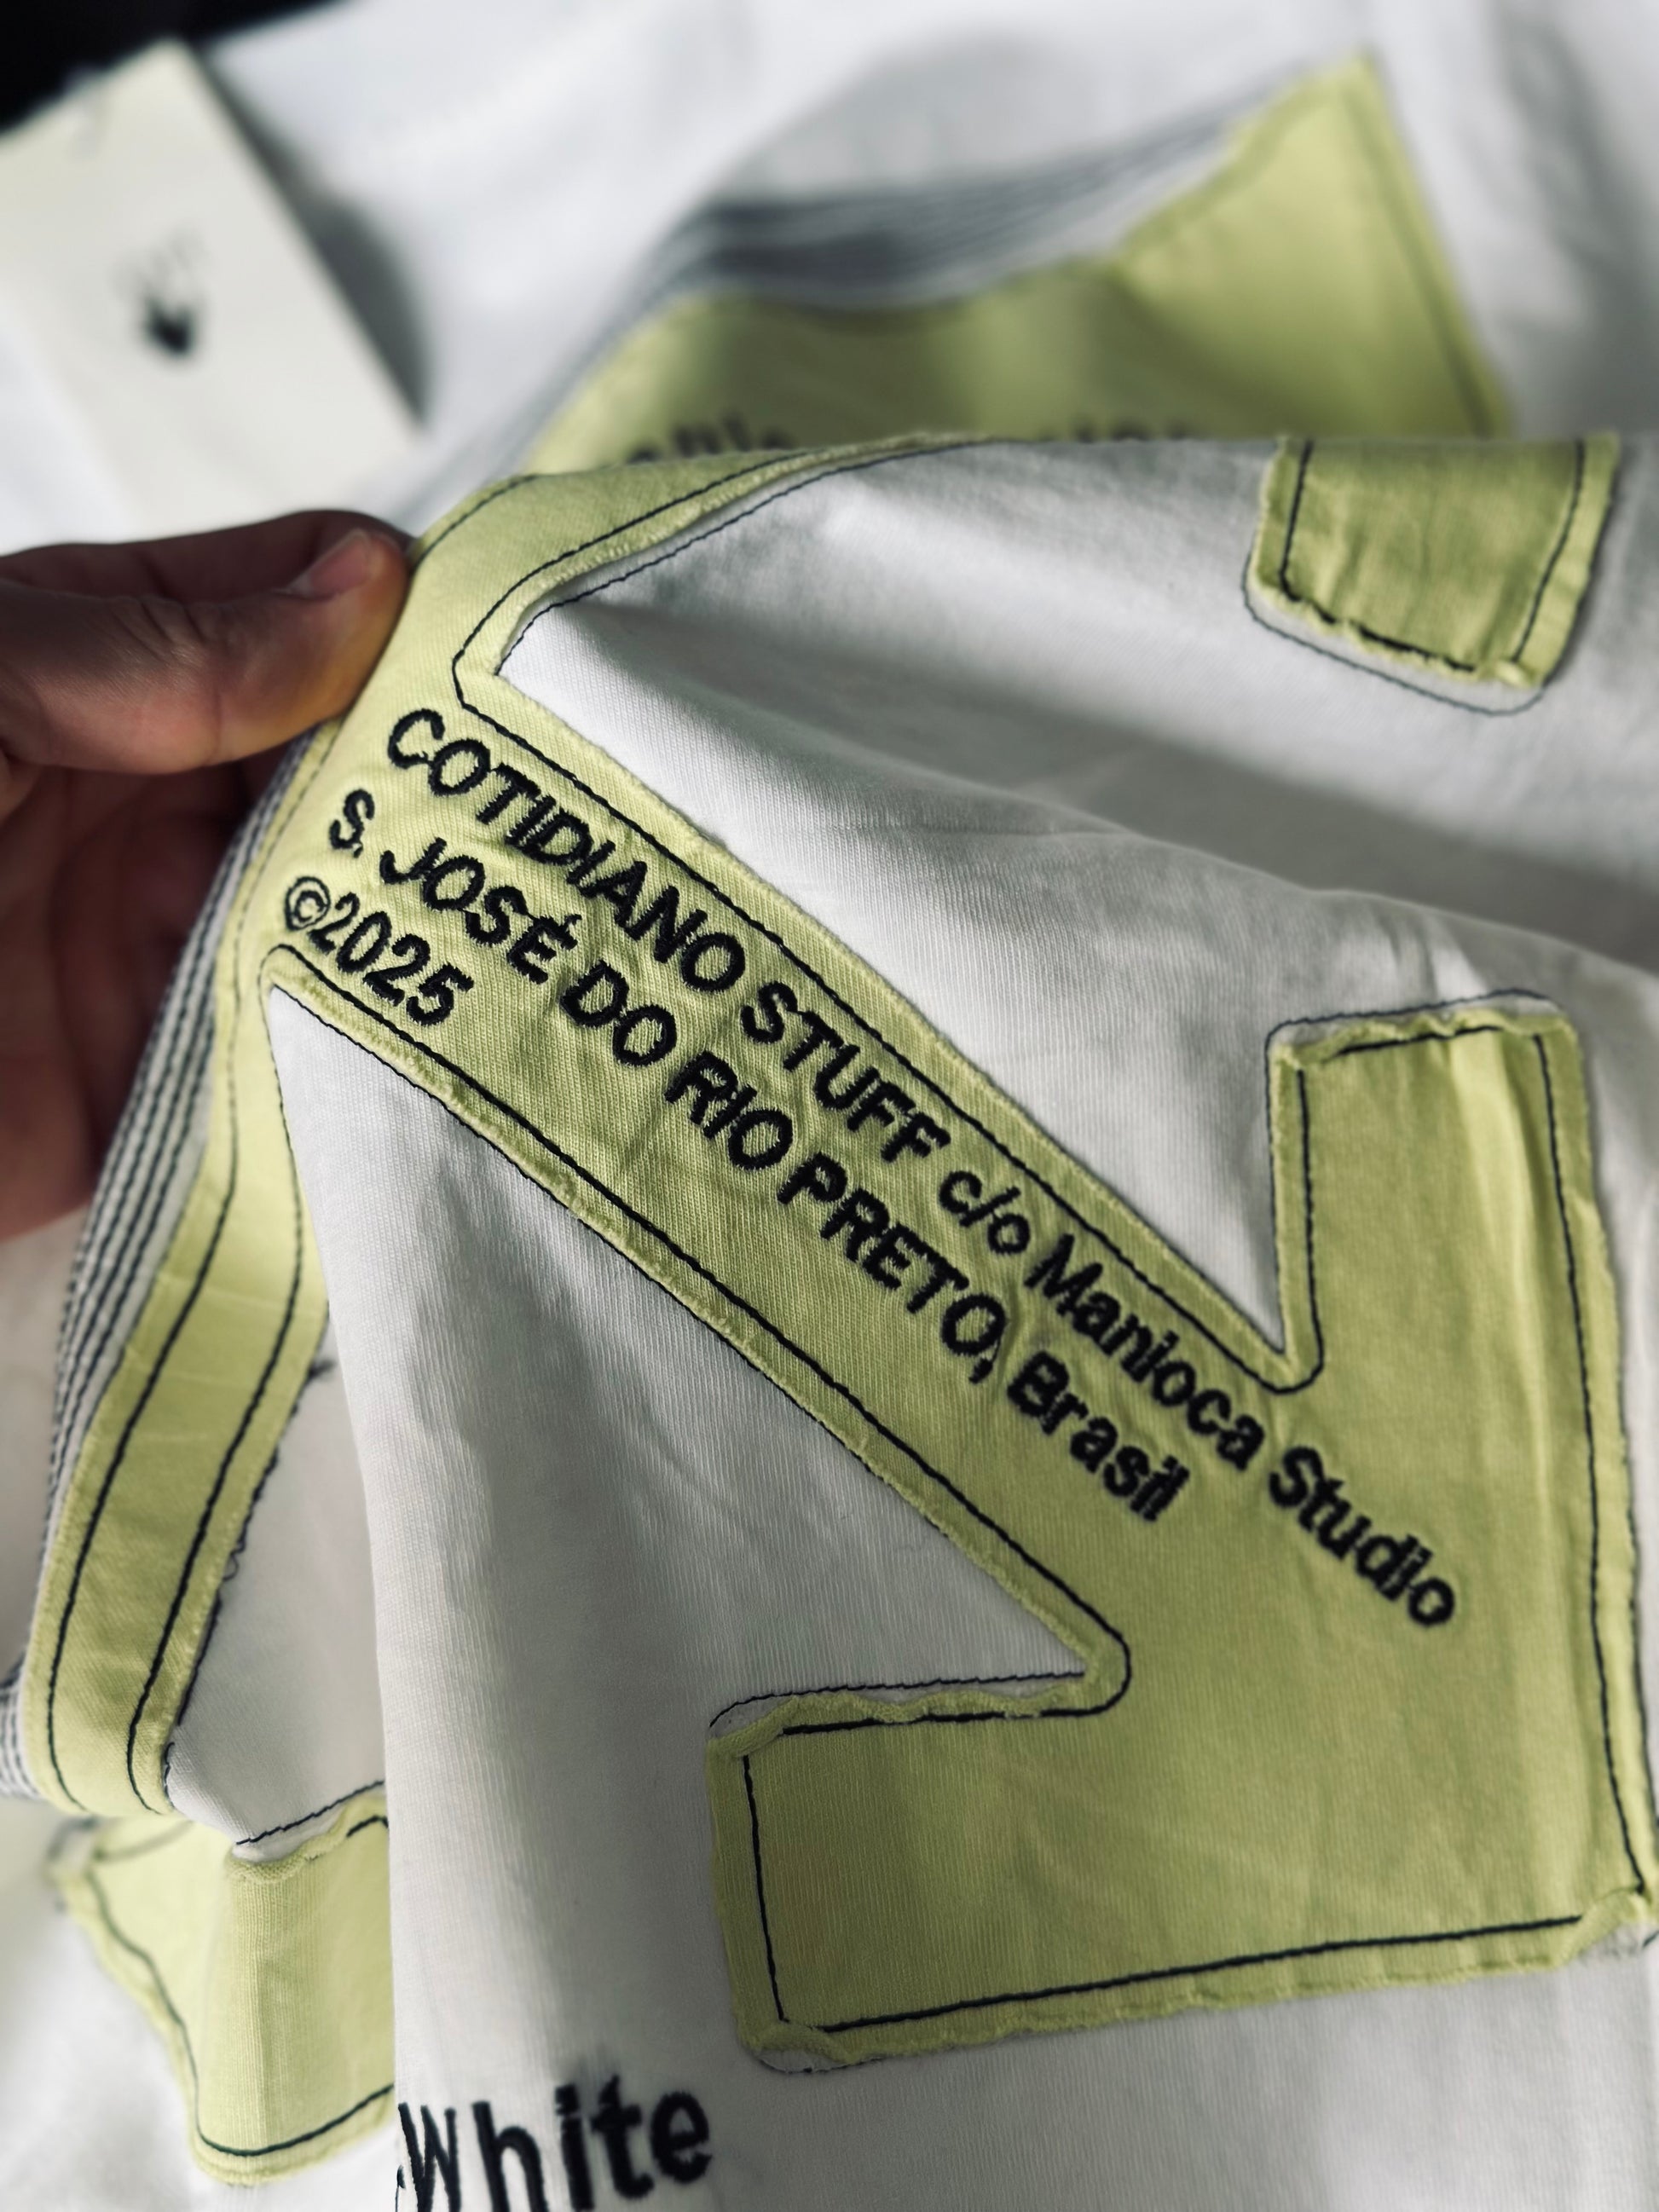 COTIDIANO STUFF c/o Manioca Studio
S. JOSÉ DO RIO PRETO, Brasil
©2025
White